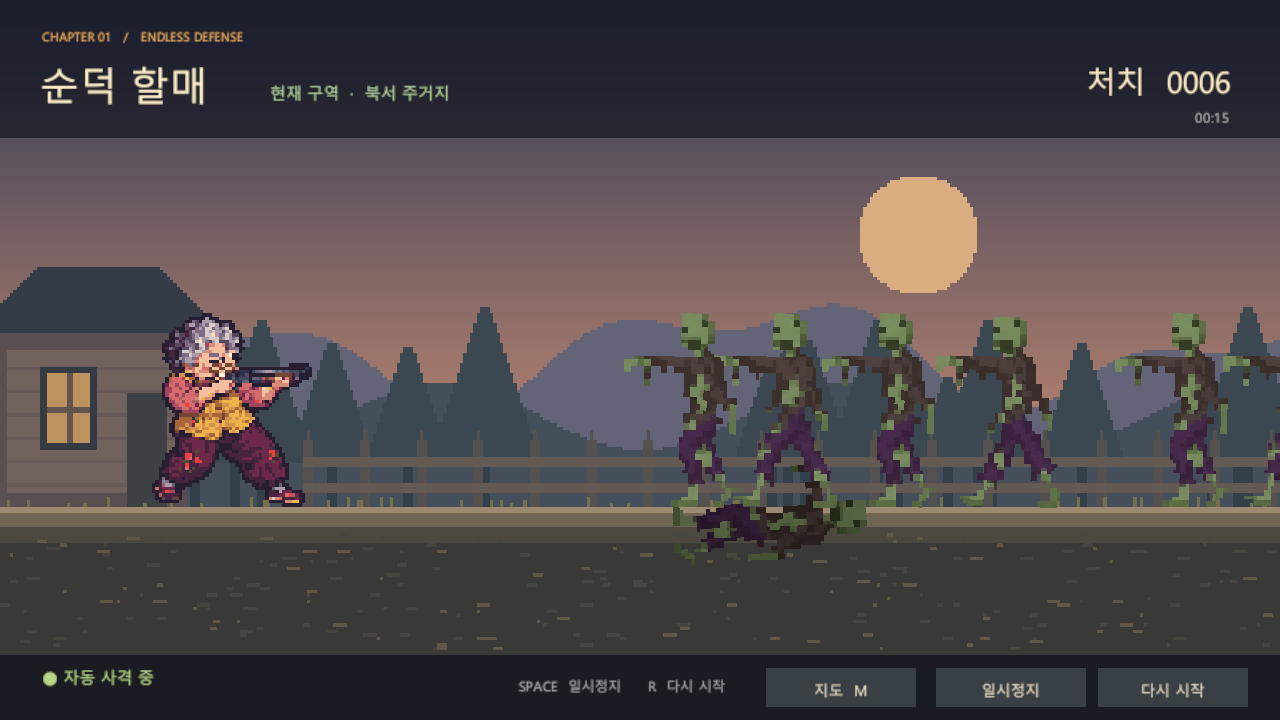 CHAPTER 01 / ENDLESS DEFENSE
순덕 할매
현재 구역 · 북서 주거지
처치 0006
00:15
자동 사격 중
SPACE 일시정지 R 다시 시작
지도 M
일시정지
다시 시작